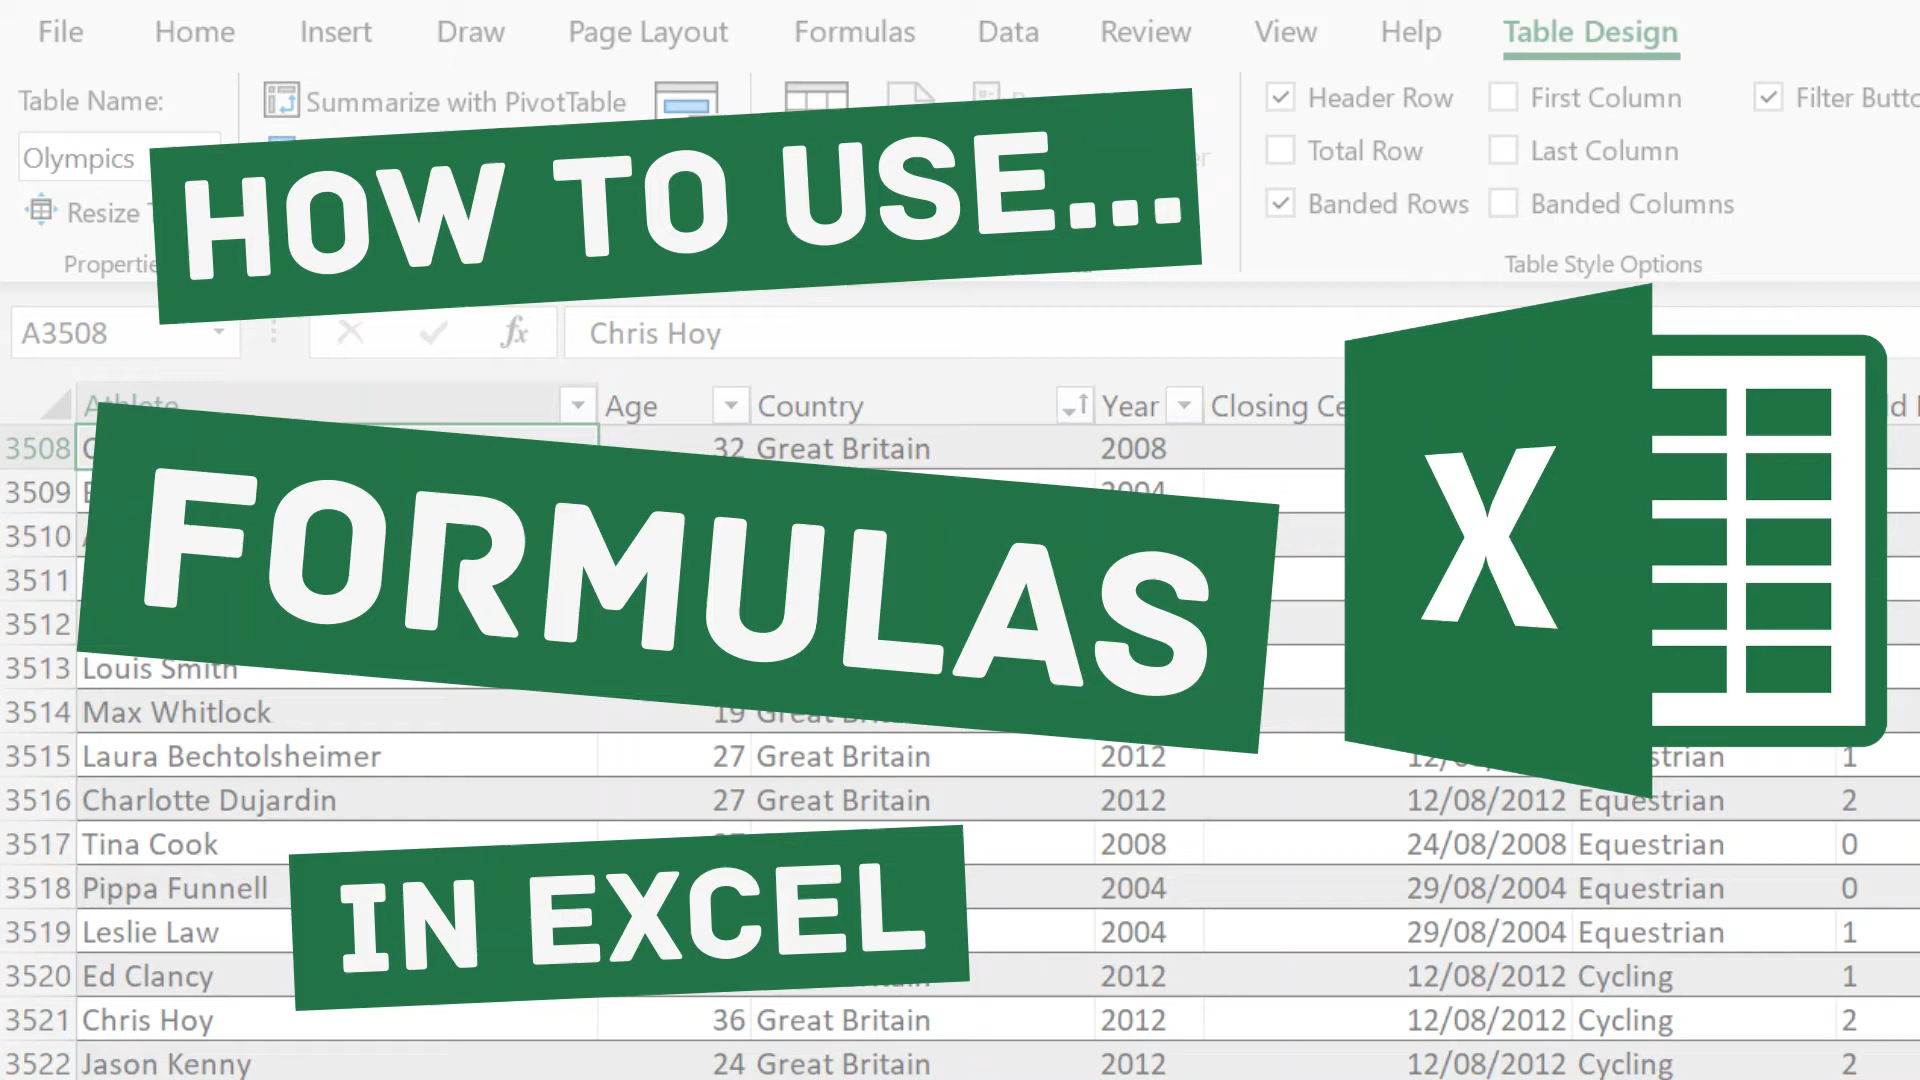 File Home Insert Draw Page Layout Formulas Data Review View Help Table Design
Table Name: Summarize with PivotTable Header Row First Column Filter
Olympics Total Row Last Column
Resize Banded Rows Banded Columns
Table Style Options
HOW TO USE...
A3508 fx Chris Hoy
Athlete Age Country Year Closing
3508 32 Great Britain 2008
3509 2004
3510
3511
3512
FORMULAS
X
3513 Louis Smith
3514 Max Whitlock 19 Great
3515 Laura Bechtolsheimer 27 Great Britain 2012 1
3516 Charlotte Dujardin 27 Great Britain 2012 12/08/2012 Equestrian 2
3517 Tina Cook 2008 24/08/2008 Equestrian 0
3518 Pippa Funnell 2004 29/08/2004 Equestrian 0
3519 Leslie Law 2004 29/08/2004 Equestrian 1
3520 Ed Clancy 2012 12/08/2012 Cycling 1
IN EXCEL
3521 Chris Hoy 36 Great Britain 2012 12/08/2012 Cycling 2
3522 Jason Kenny 24 Great Britain 2012 12/08/2012 Cycling 2